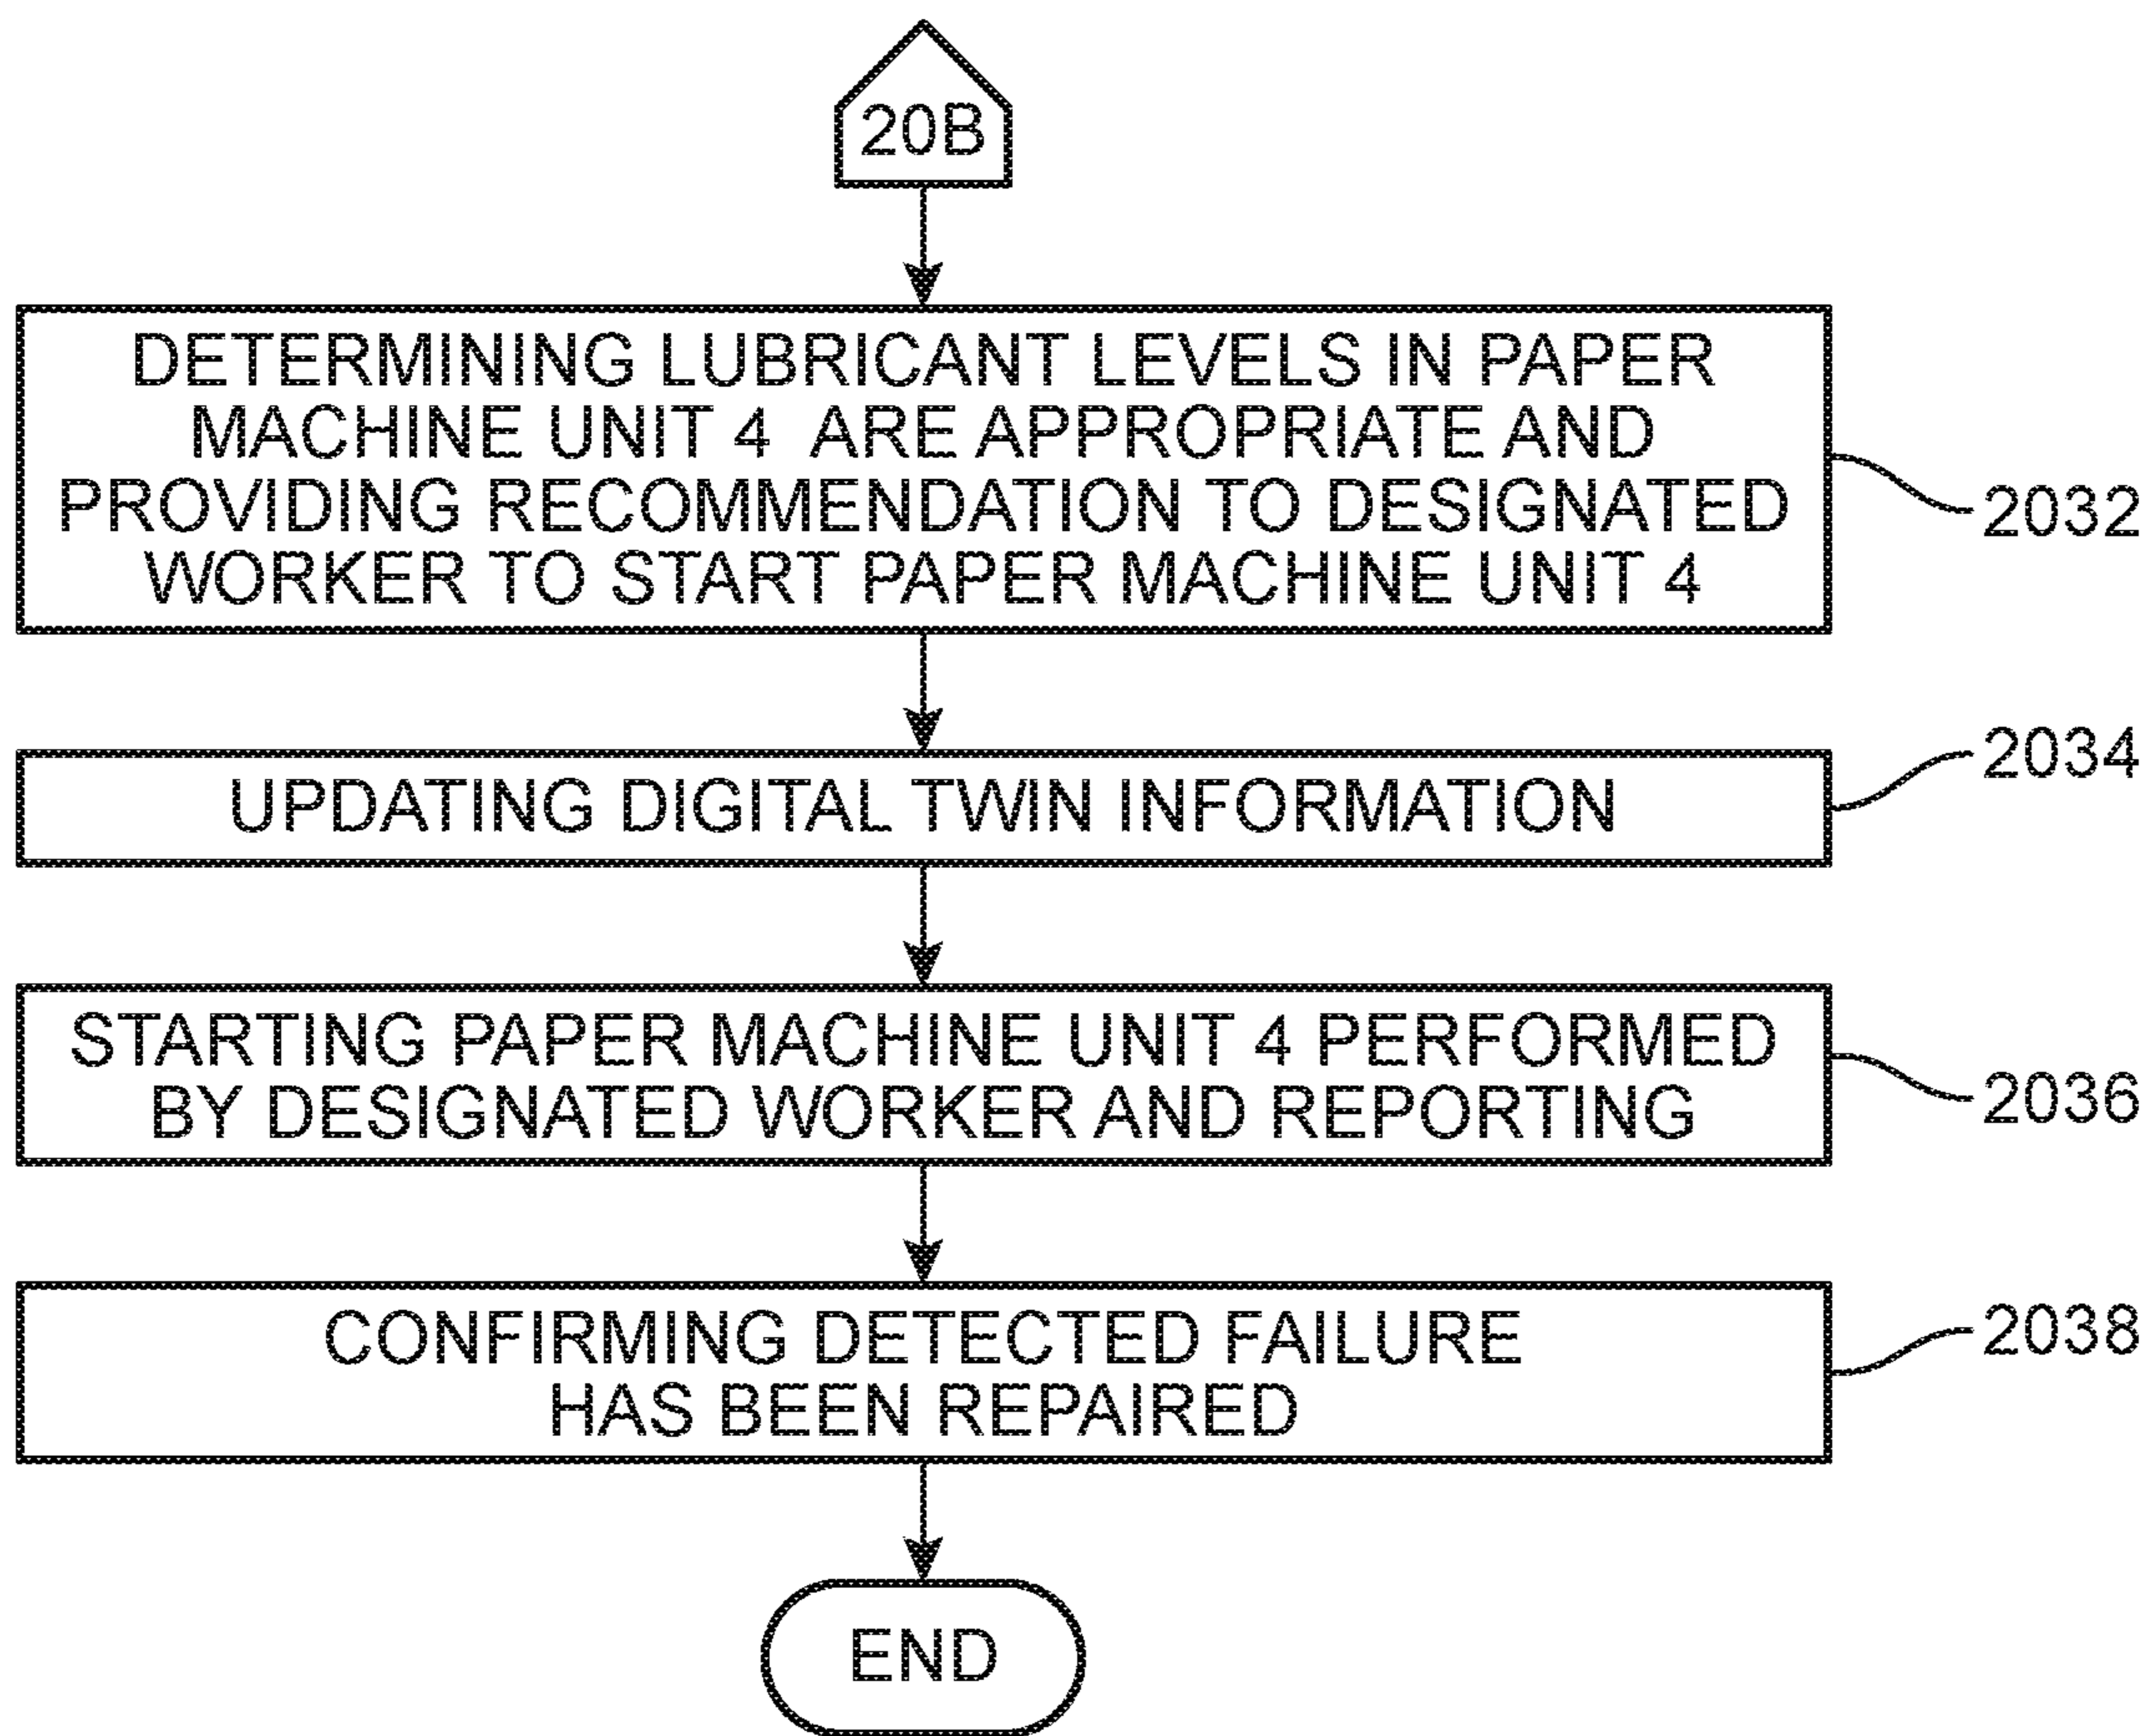 20B
DETERMINING LUBRICANT LEVELS IN PAPER
MACHINE UNIT 4 ARE APPROPRIATE AND
PROVIDING RECOMMENDATION TO DESIGNATED
WORKER TO START PAPER MACHINE UNIT 4
2032
UPDATING DIGITAL TWIN INFORMATION
2034
STARTING PAPER MACHINE UNIT 4 PERFORMED
BY DESIGNATED WORKER AND REPORTING
2036
CONFIRMING DETECTED FAILURE
HAS BEEN REPAIRED
2038
END